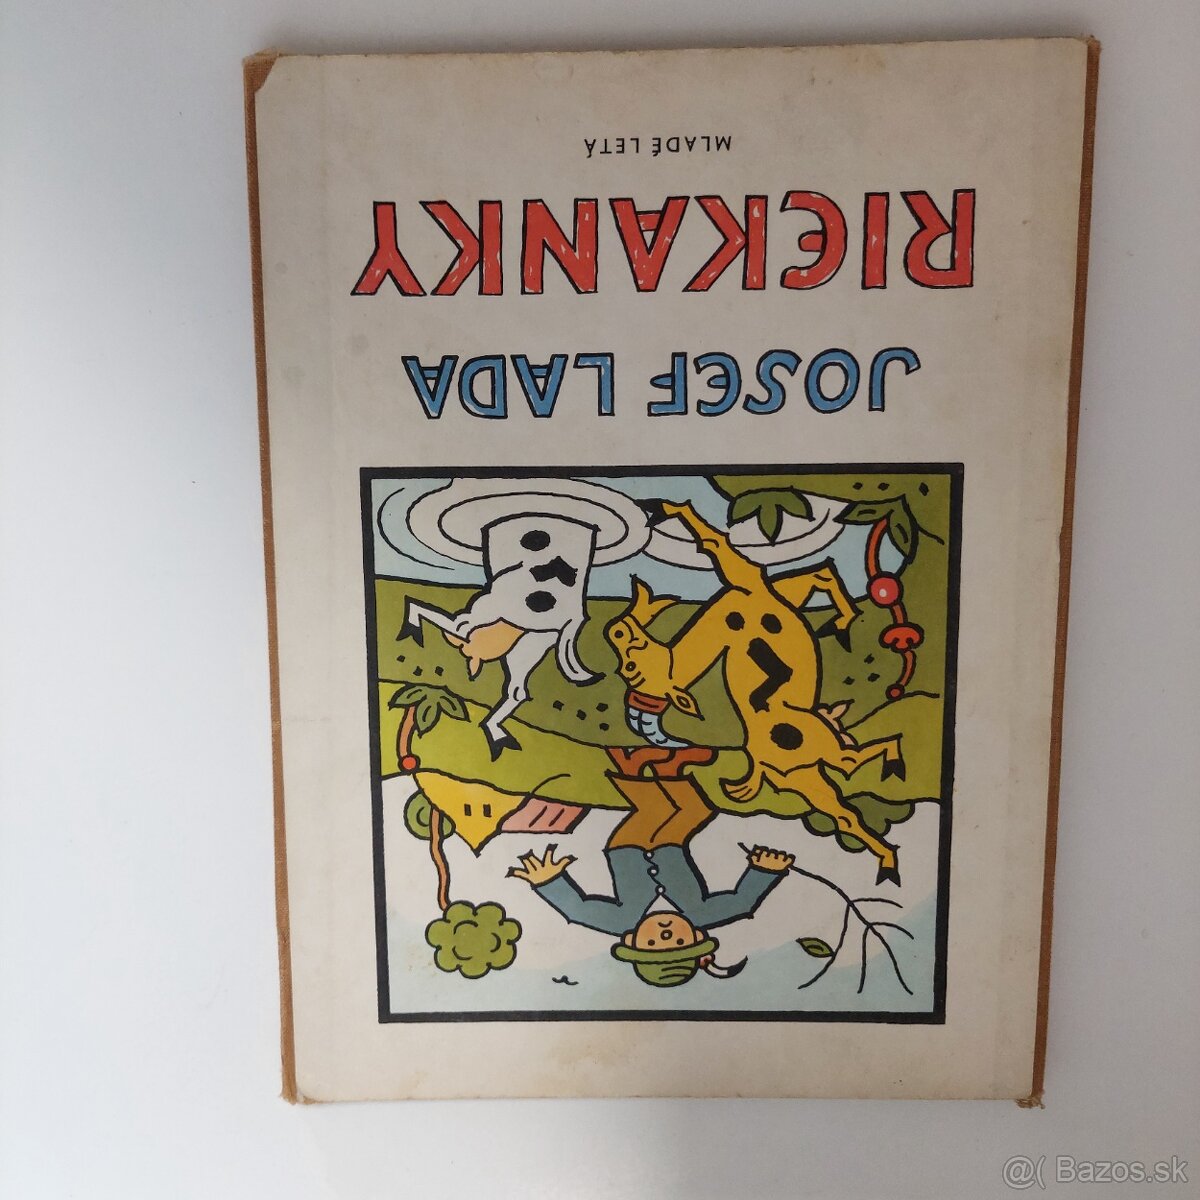 JOSEF LADA
RIEKANKY
MLADÉ LETÁ
@( Bazos.sk